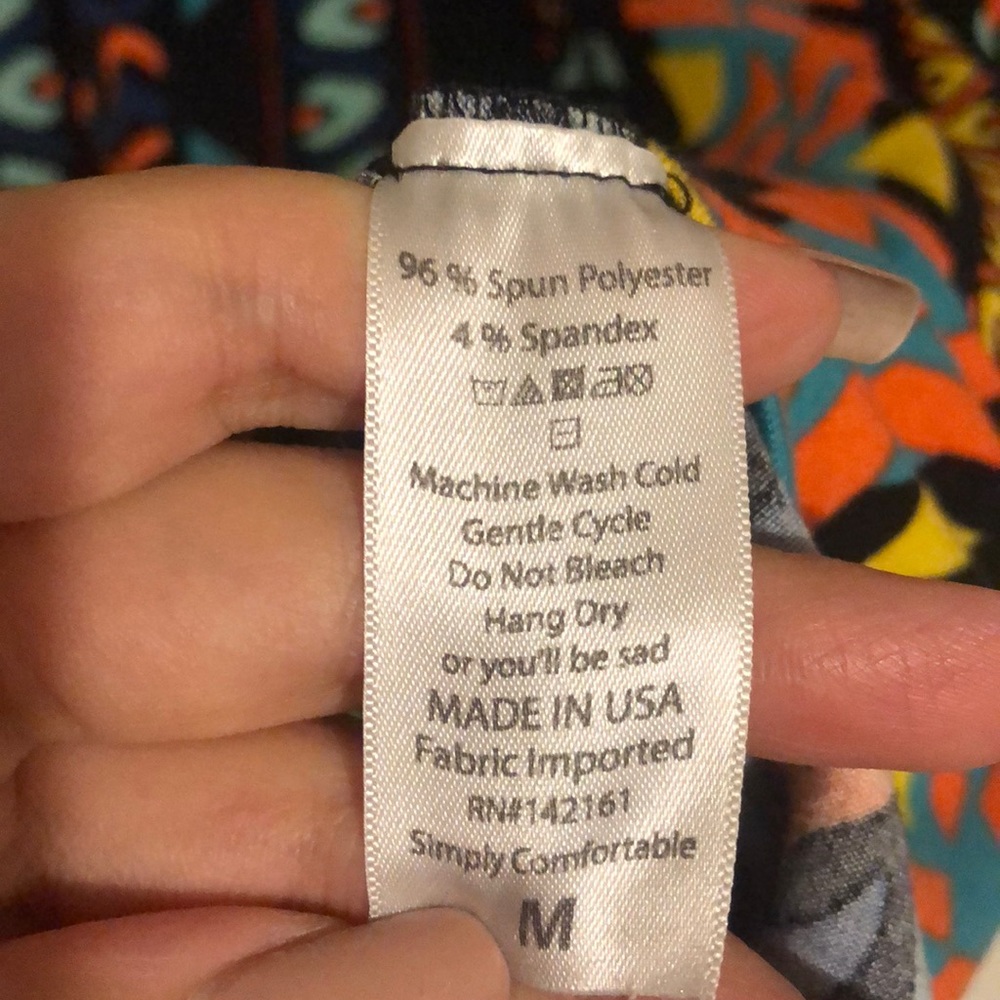 96 % Spun Polyester
4 % Spandex
Machine Wash Cold
Gentle Cycle
Do Not Bleach
Hang Dry
or you'll be sad
MADE IN USA
Fabric Imported
RN#142161
Simply Comfortable
M